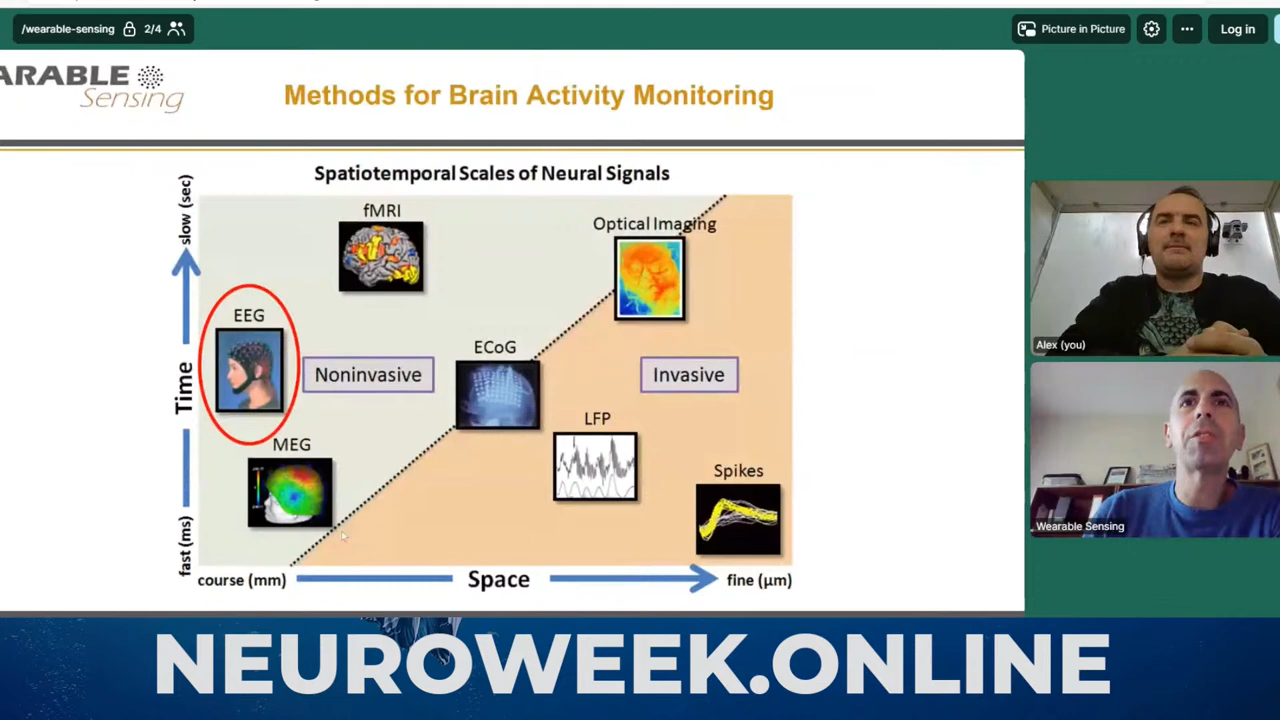 /wearable-sensing 2/4
Picture in Picture
Log in
ARABLE
Sensing
Methods for Brain Activity Monitoring
Spatiotemporal Scales of Neural Signals
slow (sec)
Time
fast (ms)
fMRI
Optical Imaging
EEG
ECoG
Noninvasive
Invasive
LFP
MEG
Spikes
course (mm)
Space
fine (μm)
Alex (you)
Wearable Sensing
NEUROWEEK.ONLINE